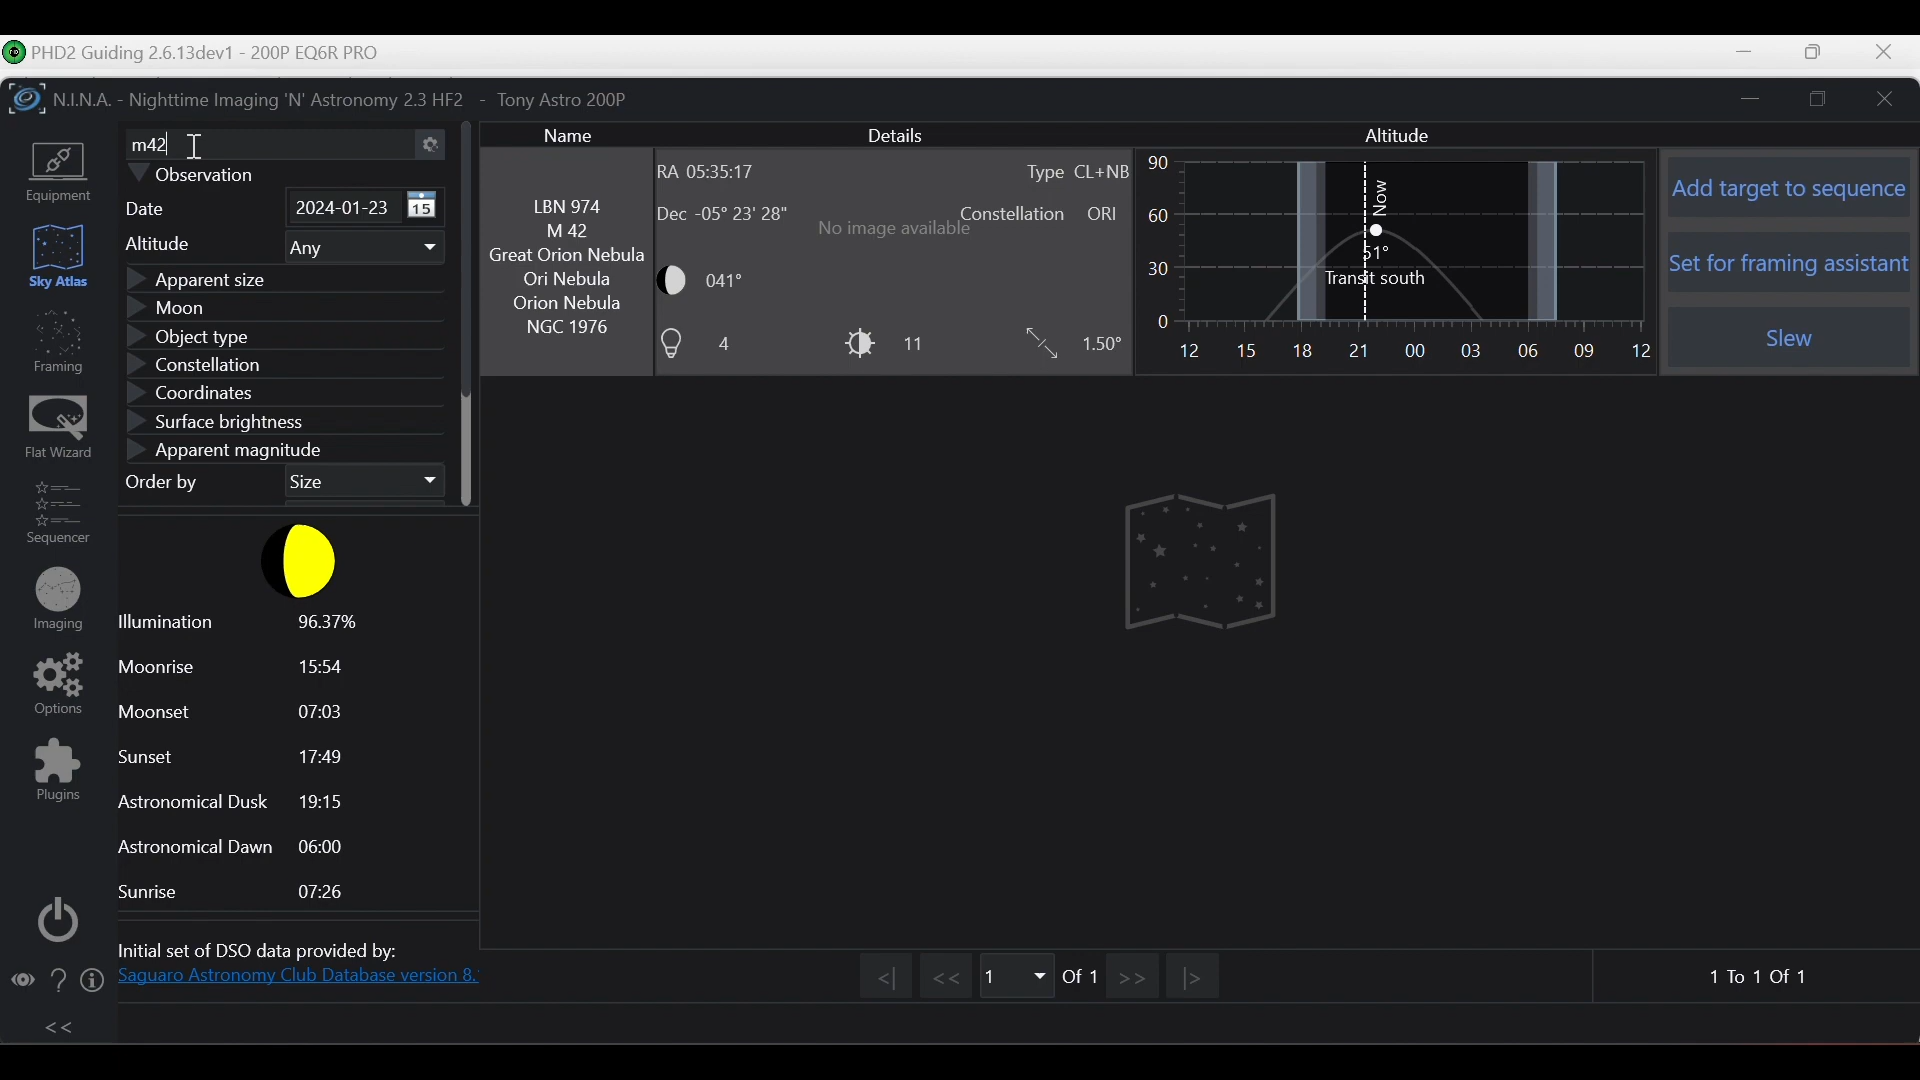 PHD2 Guiding 2.6.13dev1 - 200P EQ6R PRO
N.I.N.A. - Nighttime Imaging 'N' Astronomy 2.3 HF2 - Tony Astro 200P
Equipment
Sky Atlas
Framing
Flat Wizard
Sequencer
Imaging
Options
Plugins
<<
m42
Observation
Date 2024-01-23 15
Altitude Any
Apparent size
Moon
Object type
Constellation
Coordinates
Surface brightness
Apparent magnitude
Order by Size
Illumination 96.37%
Moonrise 15:54
Moonset 07:03
Sunset 17:49
Astronomical Dusk 19:15
Astronomical Dawn 06:00
Sunrise 07:26
Initial set of DSO data provided by:
Saguaro Astronomy Club Database version 8.
Name Details Altitude
LBN 974
M 42
Great Orion Nebula
Ori Nebula
Orion Nebula
NGC 1976
RA 05:35:17 Type CL+NB
Dec -05° 23' 28" Constellation ORI
No image available
041°
4 11 1.50°
90
60
30
0
Now
51°
Transit south
12 15 18 21 00 03 06 09 12
Add target to sequence
Set for framing assistant
Slew
<| << 1 Of 1 >> |>
1 To 1 Of 1